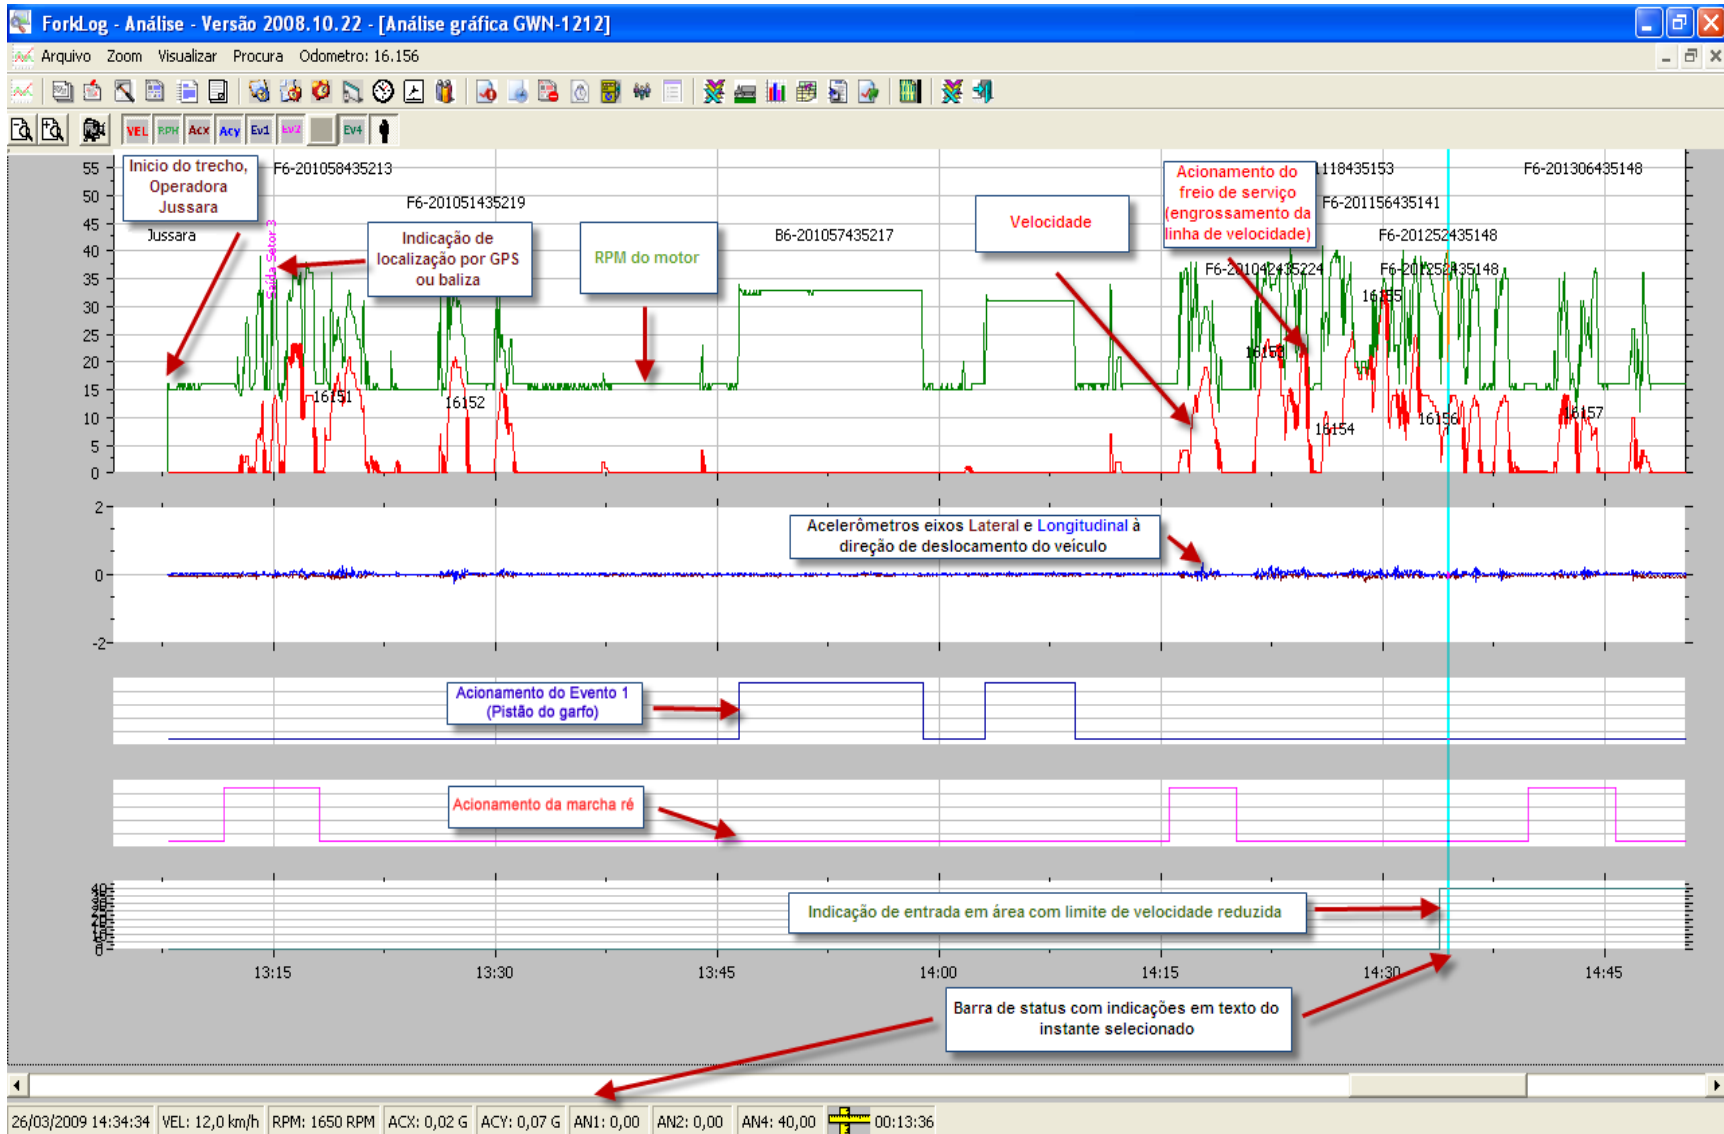 ForkLog - Análise - Versão 2008.10.22 - [Análise gráfica GWN-1212]
Arquivo Zoom Visualizar Procura Odometro: 16.156
VEL RPM Acx Acy Ev1 Ev2 Ev4
55
50
45
40
35
30
25
20
15
10
5
0
Inicio do trecho,
Operadora
Jussara
F6-201058435213
F6-201051435219
Jussara
Saída Setor 3
Indicação de
localização por GPS
ou baliza
RPM do motor
B6-201057435217
Velocidade
Acionamento do
freio de serviço
(engrossamento da
linha de velocidade)
1118435153
F6-201156435141
F6-201252435148
F6-201042435224
F6-201252435148
F6-201306435148
16151
16152
16153
16154
16155
16156
16157
2
0
-2
Acelerômetros eixos Lateral e Longitudinal à
direção de deslocamento do veículo
Acionamento do Evento 1
(Pistão do garfo)
Acionamento da marcha ré
Indicação de entrada em área com limite de velocidade reduzida
13:15 13:30 13:45 14:00 14:15 14:30 14:45
Barra de status com indicações em texto do
instante selecionado
26/03/2009 14:34:34 VEL: 12,0 km/h RPM: 1650 RPM ACX: 0,02 G ACY: 0,07 G AN1: 0,00 AN2: 0,00 AN4: 40,00 00:13:36